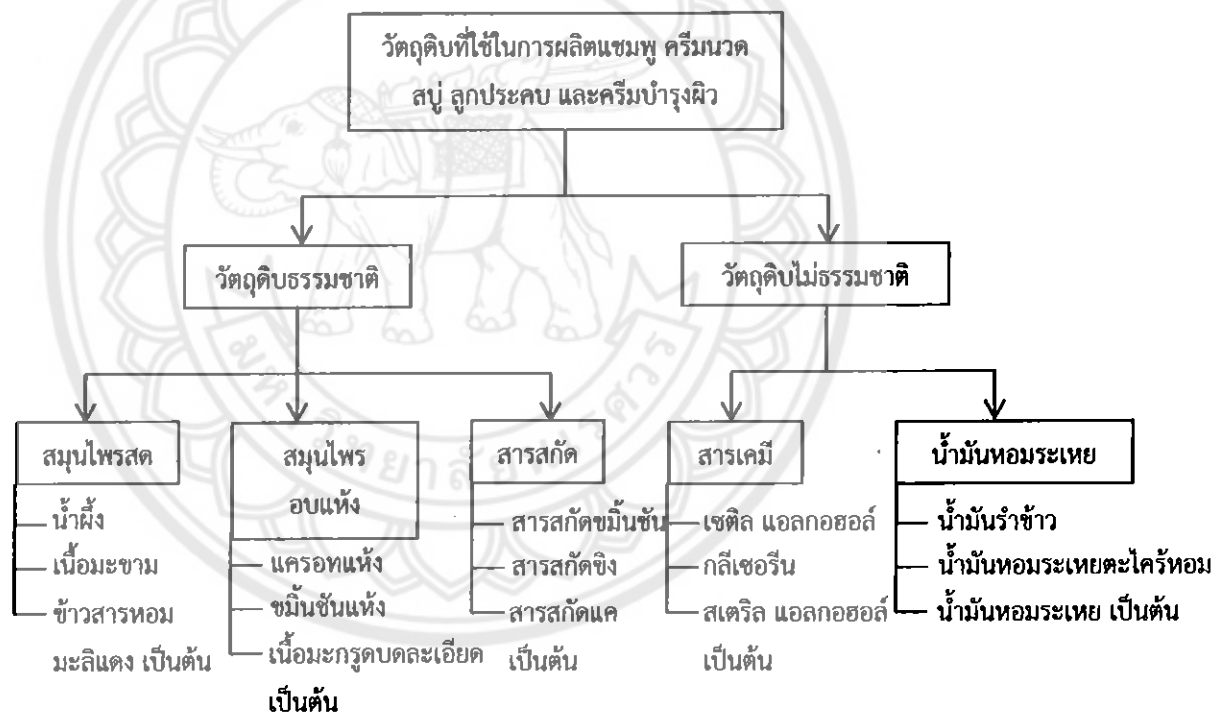 วัตถุดิบที่ใช้ในการผลิตแชมพู ครีมนวด
สบู่ ลูกประคบ และครีมบำรุงผิว
วัตถุดิบธรรมชาติ
วัตถุดิบไม่ธรรมชาติ
สมุนไพรสด
น้ำผึ้ง
เนื้อมะขาม
ข้าวสารหอม
มะลิแดง เป็นต้น
สมุนไพร
อบแห้ง
แครอทแห้ง
ขมิ้นชันแห้ง
เนื้อมะกรูดบดละเอียด
เป็นต้น
สารสกัด
สารสกัดขมิ้นชัน
สารสกัดขิง
สารสกัดแค
เป็นต้น
สารเคมี
เซติล แอลกอฮอล์
กลีเซอรีน
สเตริล แอลกอฮอล์
เป็นต้น
น้ำมันหอมระเหย
น้ำมันรำข้าว
น้ำมันหอมระเหยตะไคร้หอม
น้ำมันหอมระเหย เป็นต้น